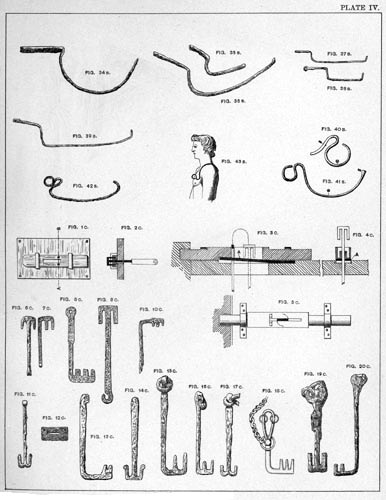 PLATE IV.
FIG. 34 B.
FIG. 35 B.
FIG. 36 B.
FIG. 37 B.
FIG. 38 B.
FIG. 39 B.
FIG. 40 B.
FIG. 41 B.
FIG. 42 B.
FIG. 43 B.
FIG. 1 C.
FIG. 2 C.
FIG. 3 C.
FIG. 4 C.
A
FIG. 5 C.
FIG. 6 C.
7 C.
FIG. 8 C.
FIG. 9 C.
FIG. 10 C.
FIG. 11 C.
FIG. 12 C.
FIG. 13 C.
FIG. 14 C.
FIG. 15 C.
FIG. 16 C.
FIG. 17 C.
FIG. 18 C.
FIG. 19 C.
FIG. 20 C.